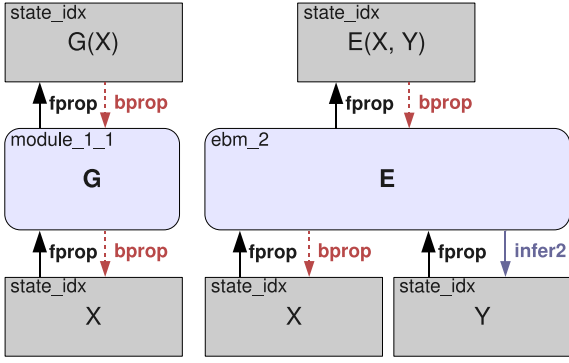 state_idx
G(X)
state_idx
E(X, Y)
fprop
bprop
fprop
bprop
module_1_1
G
ebm_2
E
fprop
bprop
fprop
bprop
fprop
infer2
state_idx
X
state_idx
X
state_idx
Y